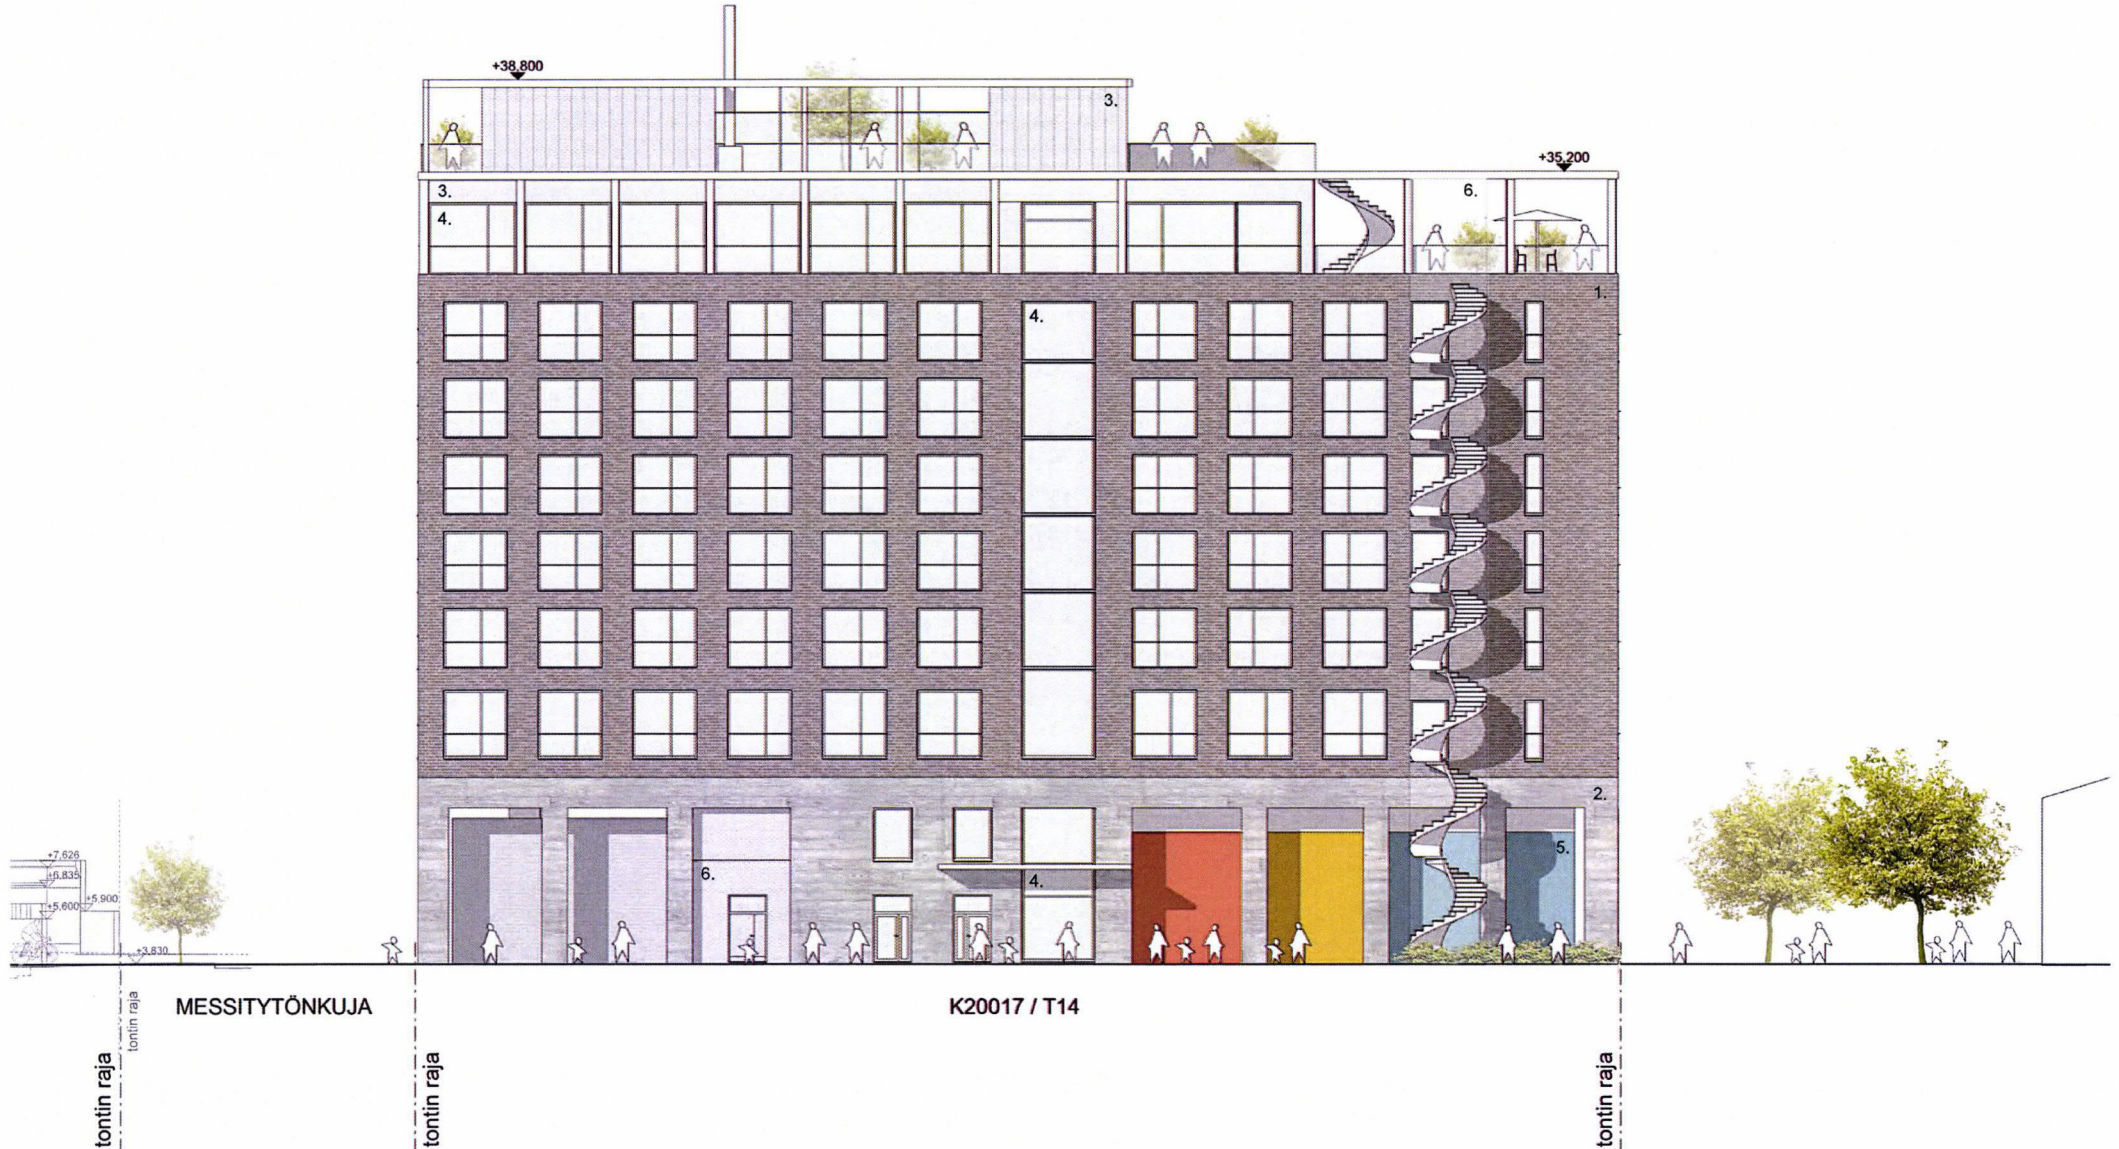 +38,800
3.
+35,200
3.
6.
4.
1.
4.
2.
5.
6.
4.
+7,626
+6,835
+5,900
+5,600
+3,830
MESSITYTÖNKUJA
K20017 / T14
tontin raja
tontin raja
tontin raja
tontin raja